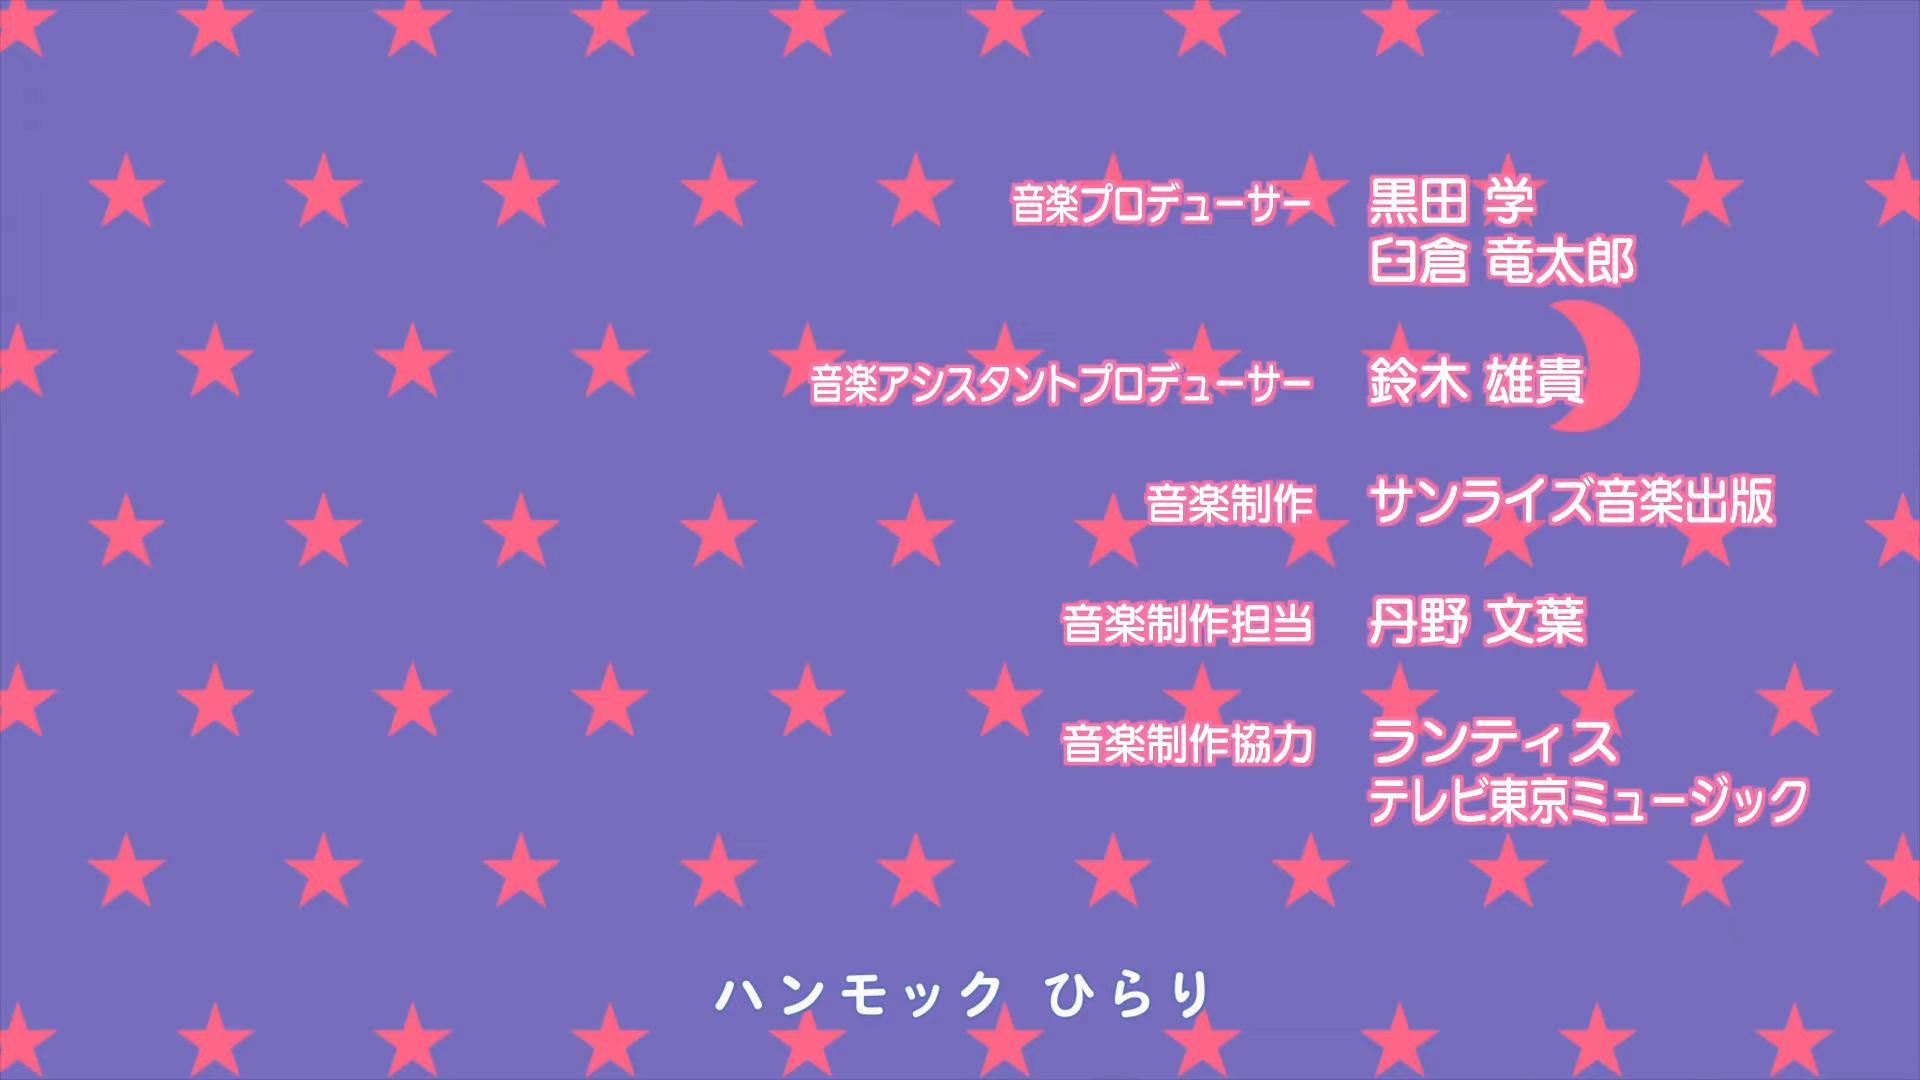 音楽プロデューサー 黒田 学
臼倉 竜太郎
音楽アシスタントプロデューサー 鈴木 雄貴
音楽制作 サンライズ音楽出版
音楽制作担当 丹野 文葉
音楽制作協力 ランティス
テレビ東京ミュージック
ハンモック ひらり